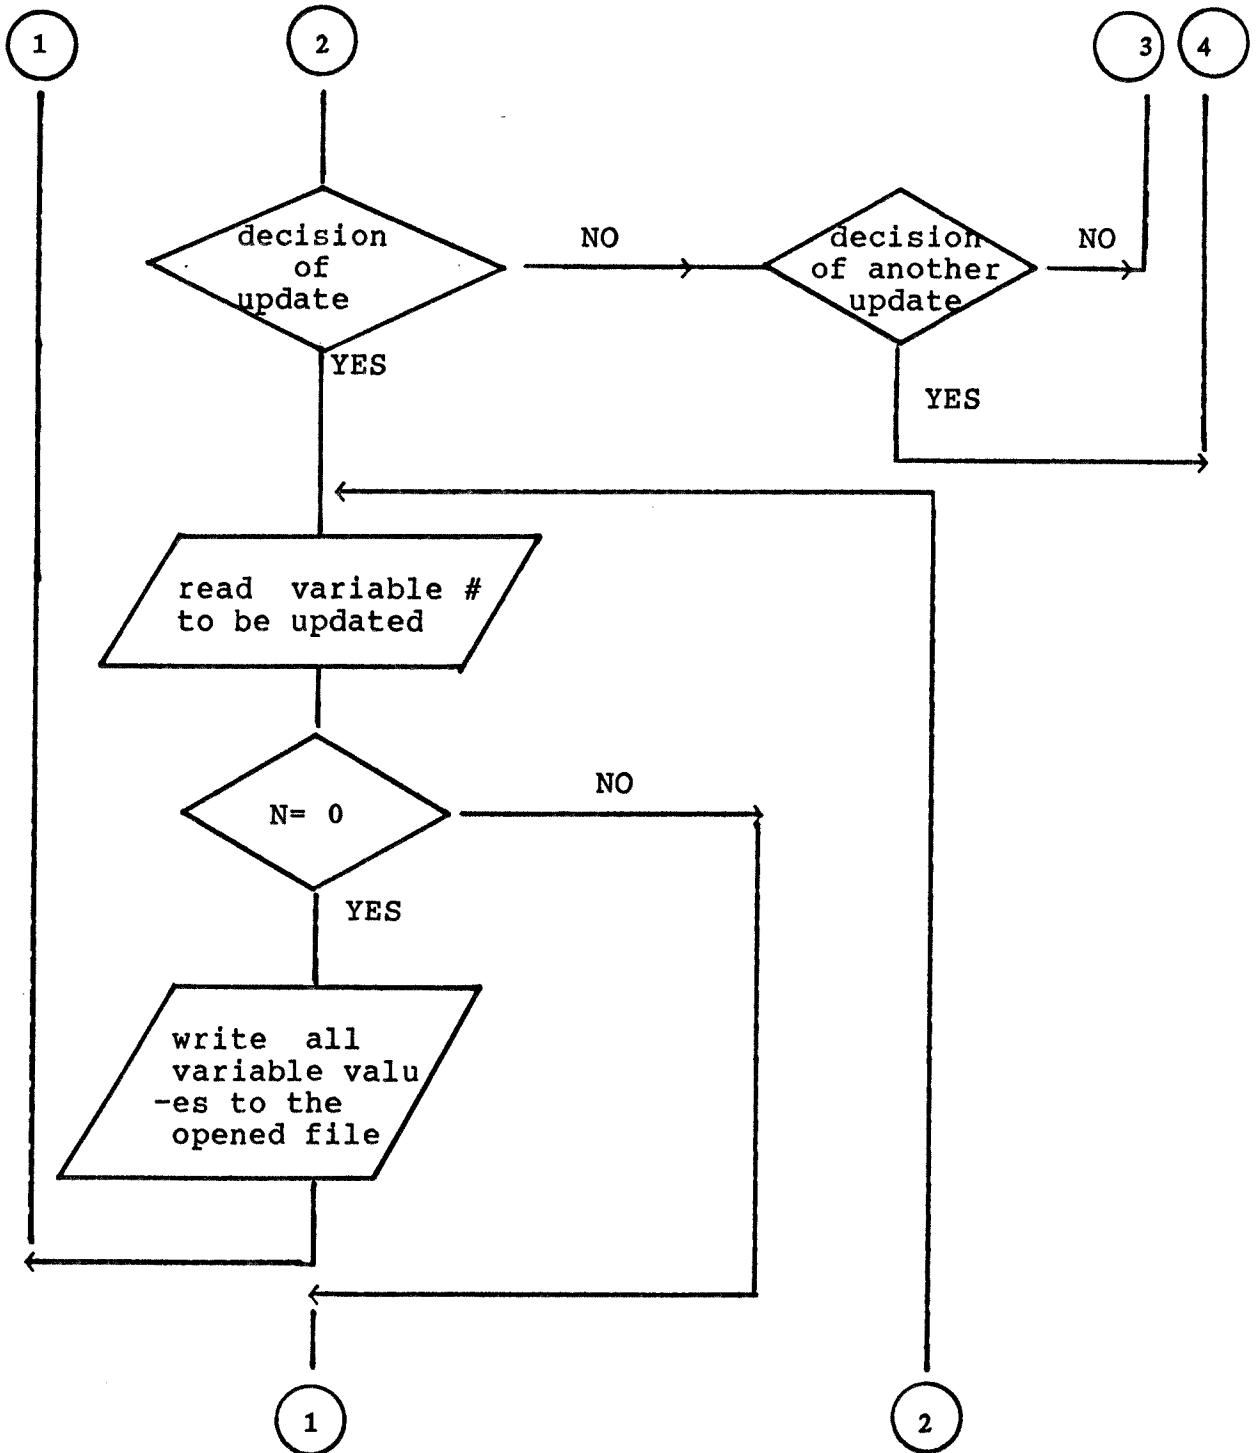 1
2
3
4
decision
of
update
NO
decision
of another
update
NO
YES
YES
read variable #
to be updated
N= 0
NO
YES
write all
variable valu
-es to the
opened file
1
2